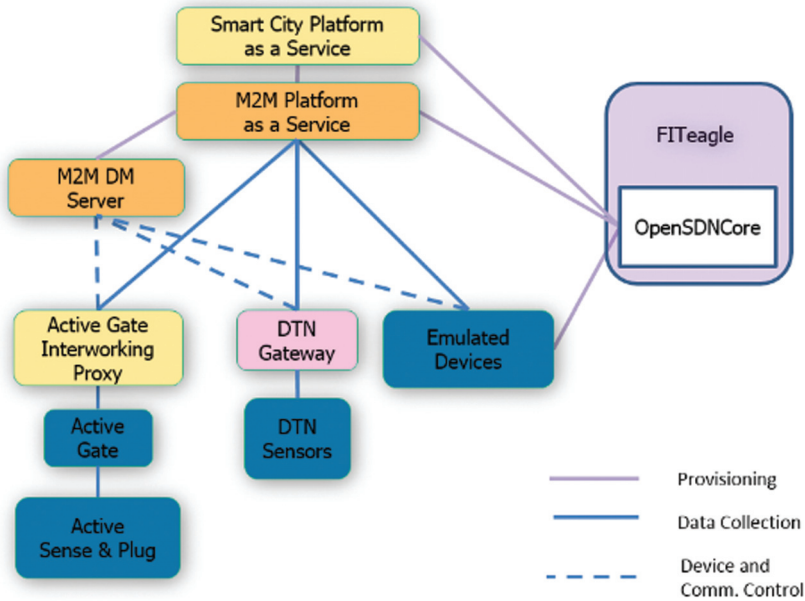 Smart City Platform
as a Service
M2M Platform
as a Service
FITeagle
OpenSDNCore
M2M DM
Server
Active Gate
Interworking
Proxy
DTN
Gateway
Emulated
Devices
Active
Gate
DTN
Sensors
Active
Sense & Plug
Provisioning
Data Collection
Device and
Comm. Control